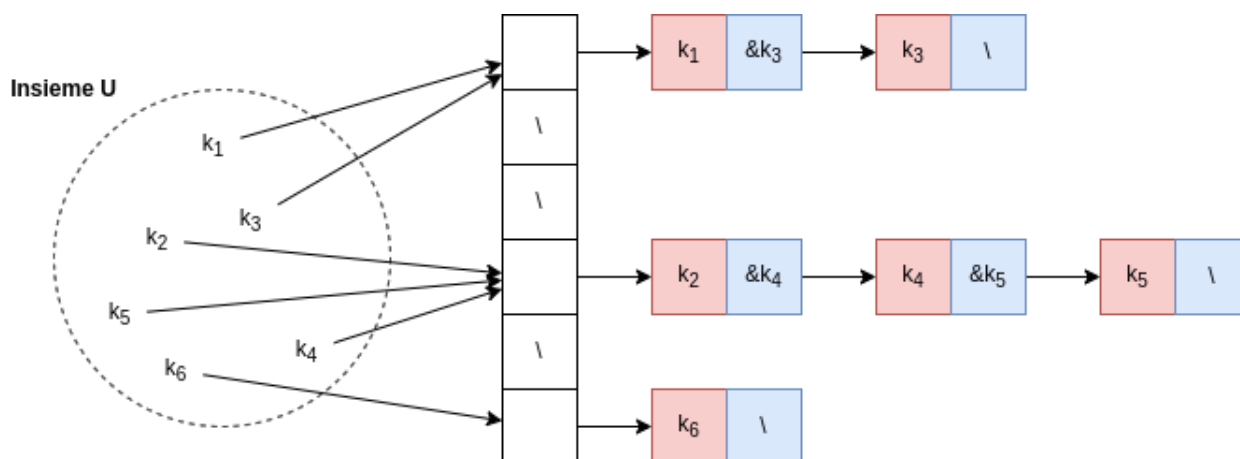 Insieme U
k1 &k3 k3 \
k1
\
k3
\
k2
k2 &k4 k4 &k5 k5 \
k5
k4
\
k6
k6 \